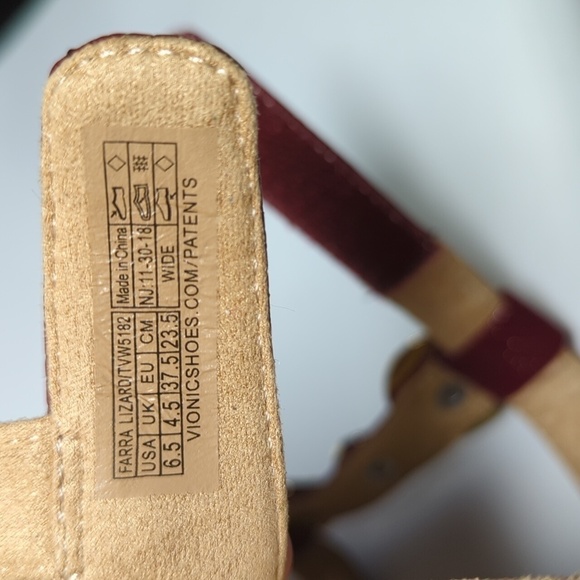 FARRA LIZARD/TVW5182 Made in China
USA UK EU CM NJ:11-30-18
6.5 4.5 37.5 23.5 WIDE
VIONICSHOES.COM/PATENTS